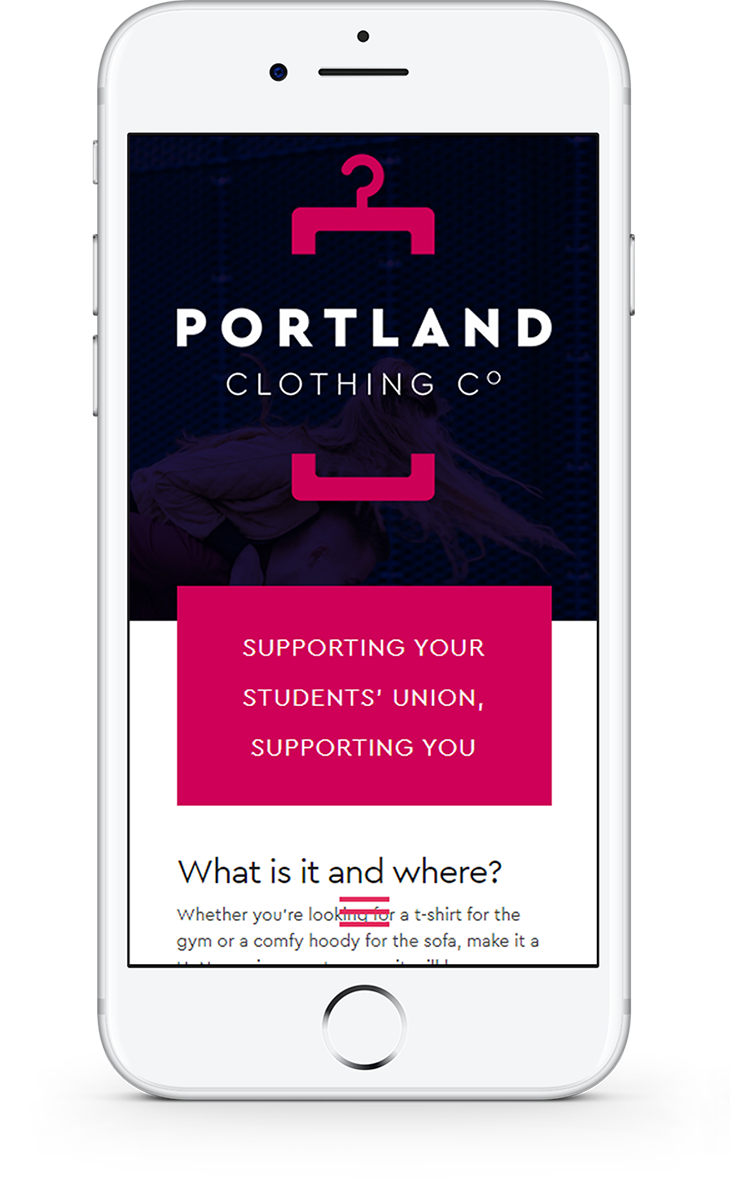 PORTLAND
CLOTHING Cº
SUPPORTING YOUR
STUDENTS' UNION,
SUPPORTING YOU
What is it and where?
Whether you're looking for a t-shirt for the
gym or a comfy hoody for the sofa, make it a